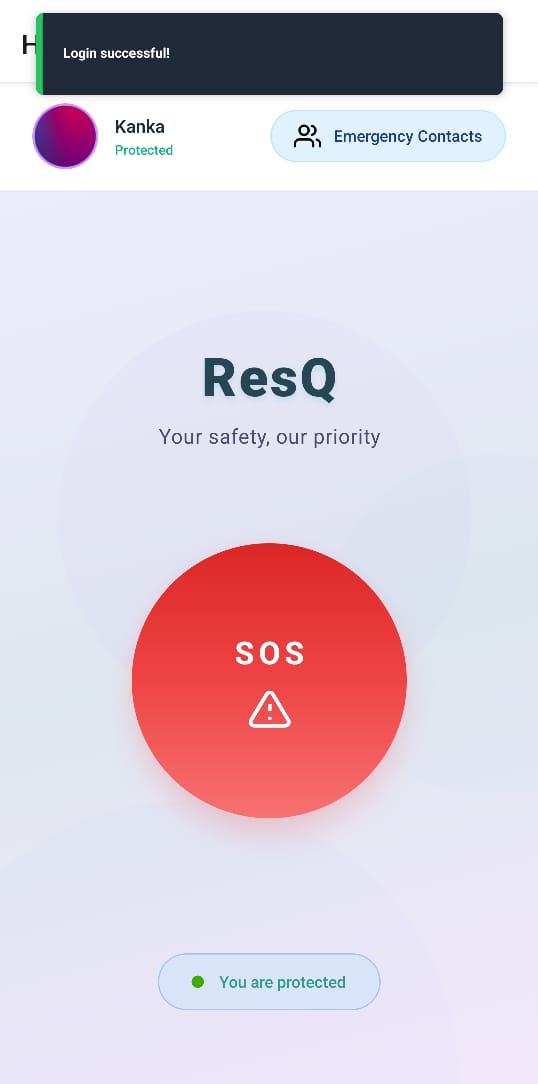 Login successful!
Kanka
Protected
Emergency Contacts
ResQ
Your safety, our priority
SOS
You are protected